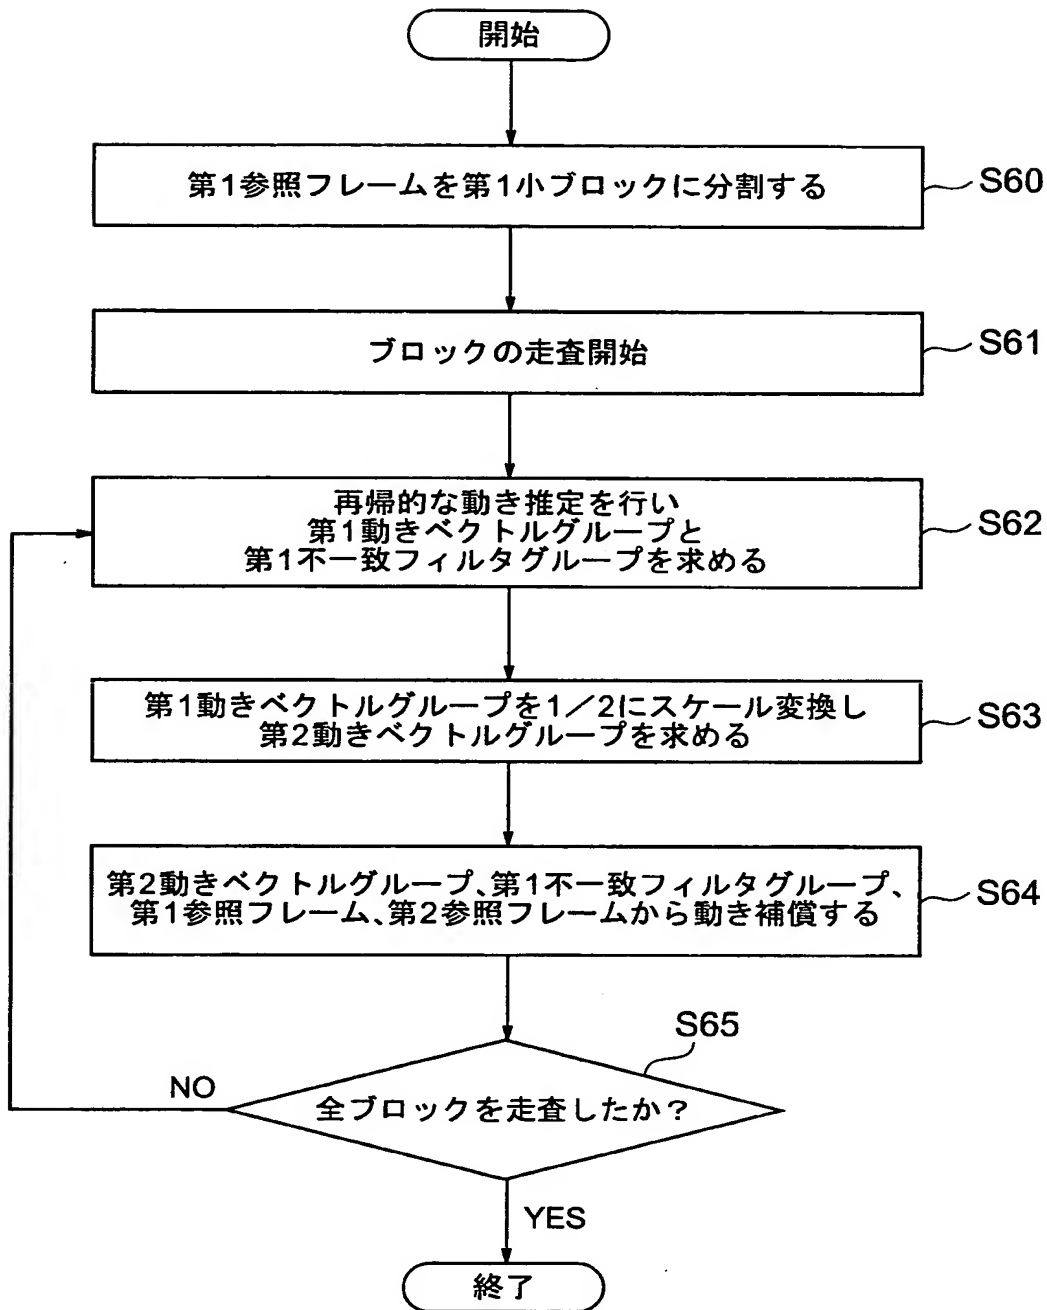 開始
第1参照フレームを第1小ブロックに分割する
S60
ブロックの走査開始
S61
再帰的な動き推定を行い
第1動きベクトルグループと
第1不一致フィルタグループを求める
S62
第1動きベクトルグループを1／2にスケール変換し
第2動きベクトルグループを求める
S63
第2動きベクトルグループ、第1不一致フィルタグループ、
第1参照フレーム、第2参照フレームから動き補償する
S64
S65
NO
全ブロックを走査したか？
YES
終了